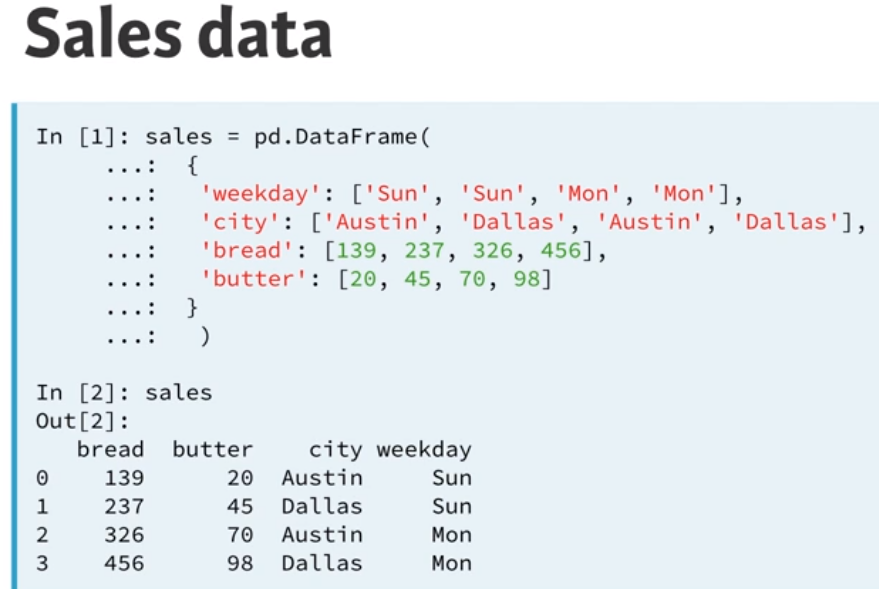 Sales data
In [1]: sales = pd.DataFrame(
   ...:  {
   ...:   'weekday': ['Sun', 'Sun', 'Mon', 'Mon'],
   ...:   'city': ['Austin', 'Dallas', 'Austin', 'Dallas'],
   ...:   'bread': [139, 237, 326, 456],
   ...:   'butter': [20, 45, 70, 98]
   ...:  }
   ...:   )
In [2]: sales
Out[2]:
   bread  butter    city weekday
0    139      20  Austin     Sun
1    237      45  Dallas     Sun
2    326      70  Austin     Mon
3    456      98  Dallas     Mon